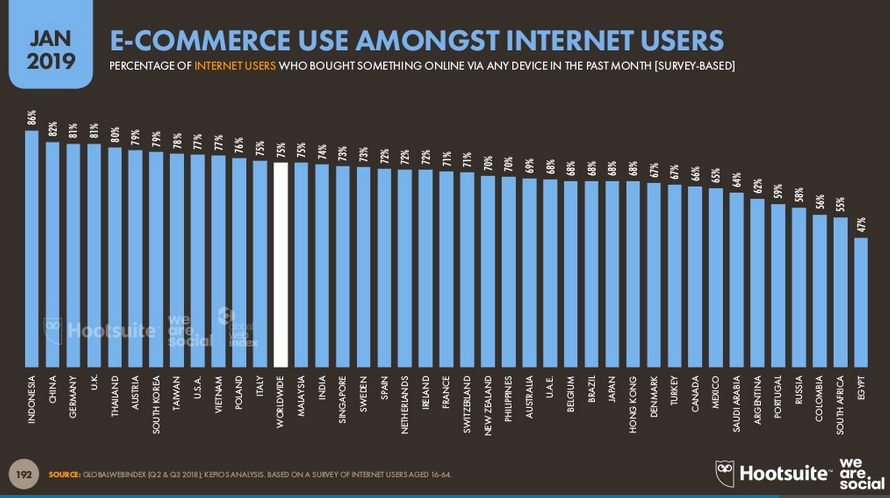 JAN
2019
E-COMMERCE USE AMONGST INTERNET USERS
PERCENTAGE OF INTERNET USERS WHO BOUGHT SOMETHING ONLINE VIA ANY DEVICE IN THE PAST MONTH [SURVEY-BASED]
86% 82% 81% 81% 80% 79% 79% 78% 77% 77% 76% 75% 75% 75% 74% 73% 73% 72% 72% 72% 71% 71% 70% 70% 69% 68% 68% 68% 68% 68% 67% 67% 66% 65% 64% 62% 59% 58% 56% 55% 47%
Hootsuite™ we are social global web index
INDONESIA CHINA GERMANY U.K. THAILAND AUSTRIA SOUTH KOREA TAIWAN U.S.A. VIETNAM POLAND ITALY WORLDWIDE MALAYSIA INDIA SINGAPORE SWEDEN SPAIN NETHERLANDS IRELAND FRANCE SWITZERLAND NEW ZEALAND PHILIPPINES AUSTRALIA U.A.E. BELGIUM BRAZIL JAPAN HONG KONG DENMARK TURKEY CANADA MEXICO SAUDI ARABIA ARGENTINA PORTUGAL RUSSIA COLOMBIA SOUTH AFRICA EGYPT
192 SOURCE: GLOBALWEBINDEX (Q2 & Q3 2018); KEPIOS ANALYSIS. BASED ON A SURVEY OF INTERNET USERS AGED 16-64.
Hootsuite™ we are social